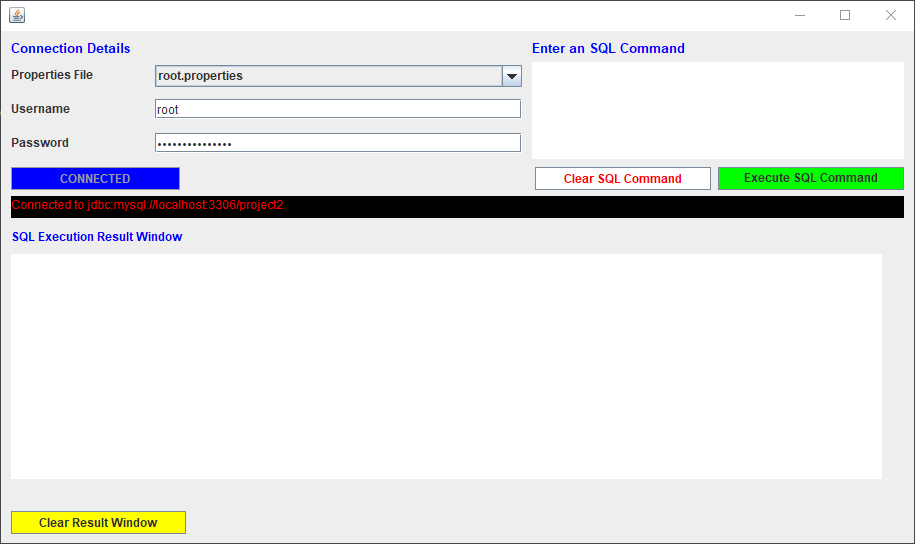 Connection Details
Enter an SQL Command
Properties File
root.properties
Username
root
Password
•••••••••••••••
CONNECTED
Clear SQL Command
Execute SQL Command
Connected to jdbc:mysql://localhost:3306/project2
SQL Execution Result Window
Clear Result Window